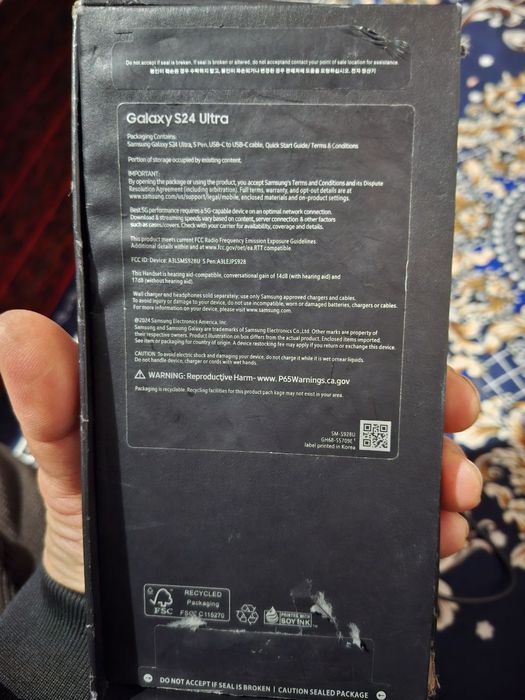 Do not accept if seal is broken, If seal is broken or altered, do not acceptand contact your point of sale location for assistance.
Galaxy S24 Ultra
Packaging Contains:
Samsung Galaxy S24 Ultra, S Pen, USB-C to USB-C cable, Quick Start Guide/ Terms & Conditions
Portion of storage occupied by existing content.
IMPORTANT:
By opening the package or using the product, you accept Samsung's Terms and Conditions and its Dispute
Resolution Agreement (including arbitration). Full terms, warranty, and opt-out details are at
www.samsung.com/us/support/legal/mobile, enclosed materials and on-product settings.
Best 5G performance requires a 5G-capable device on an optimal network connection.
Download & streaming speeds vary based on content, server connection & other factors
such as cases/covers. Check with your carrier for availability, coverage and details.
This product meets current FCC Radio Frequency Emission Exposure Guidelines.
Additional details within and at www.fcc.gov/oet/ea.RTT compatible.
FCC ID: Device: A3LSMS928U S Pen:A3LEJPS928
This Handset is hearing aid-compatible, conversational gain of 14dB (with hearing aid) and
17dB (without hearing aid).
Wall charger and headphones sold separately; use only Samsung approved chargers and cables.
To avoid injury or damage to your device, do not use incompatible, worn or damaged batteries, chargers or cables.
For more information on your device, please visit www.samsung.com.
©2024 Samsung Electronics America, Inc.
Samsung and Samsung Galaxy are trademarks of Samsung Electronics Co., Ltd. Other marks are property of
their respective owners. Product illustration on box differs from the actual product. Enclosed items imported.
See item or packaging for country of origin. A device restocking fee may apply if you return or exchange this device.
CAUTION: To avoid electric shock and damaging your device, do not charge it while it is wet or near liquids.
Do not handle device, charger or cords with wet hands.
WARNING: Reproductive Harm- www. P65Warnings.ca.gov
Packaging is recyclable. Recycling facilities for this product package may not exist in your area.
SM-S928U
GH68-55709E
label printed in Korea
FSC
RECYCLED
Packaging
FSC® C115270
PRINTED WITH
SOY INK
DO NOT ACCEPT IF SEAL IS BROKEN | CAUTION SEALED PACKAGE